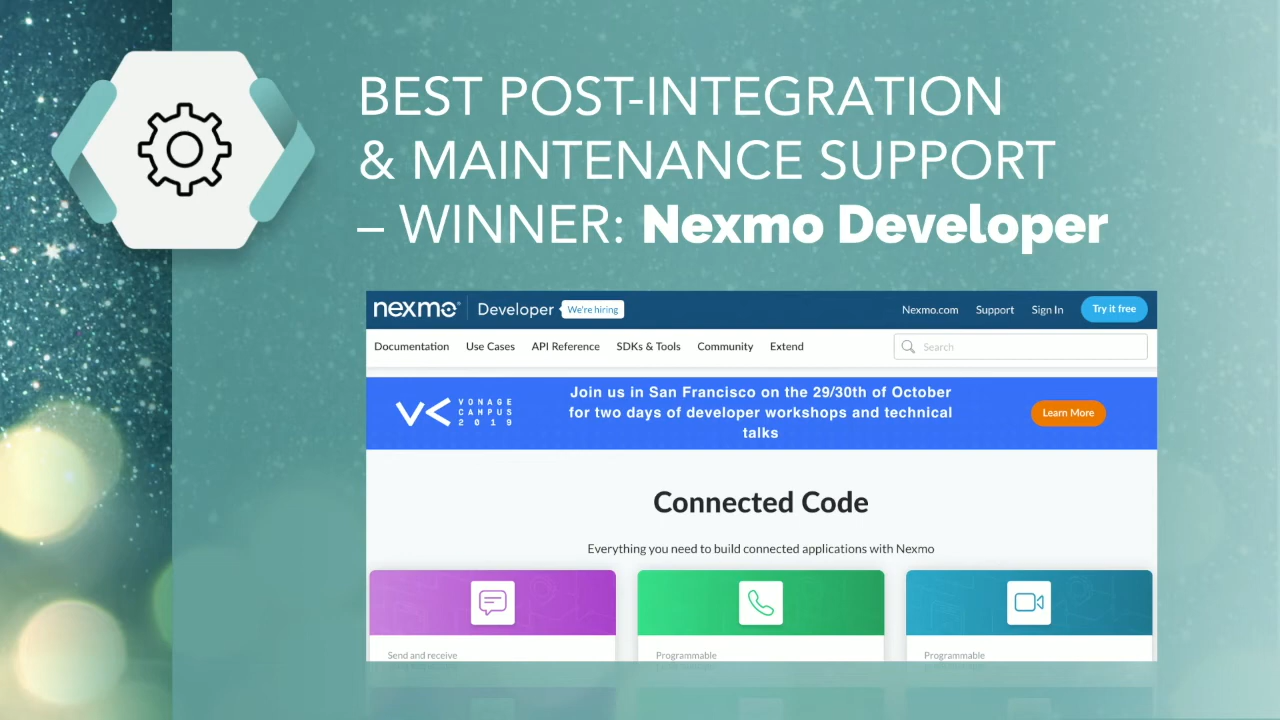 BEST POST-INTEGRATION
& MAINTENANCE SUPPORT
– WINNER: Nexmo Developer
nexmo Developer We're hiring Nexmo.com Support Sign In Try it free
Documentation Use Cases API Reference SDKs & Tools Community Extend Search
VONAGE
CAMPUS
2019
Join us in San Francisco on the 29/30th of October
for two days of developer workshops and technical
talks
Learn More
Connected Code
Everything you need to build connected applications with Nexmo
Send and receive Programmable Programmable